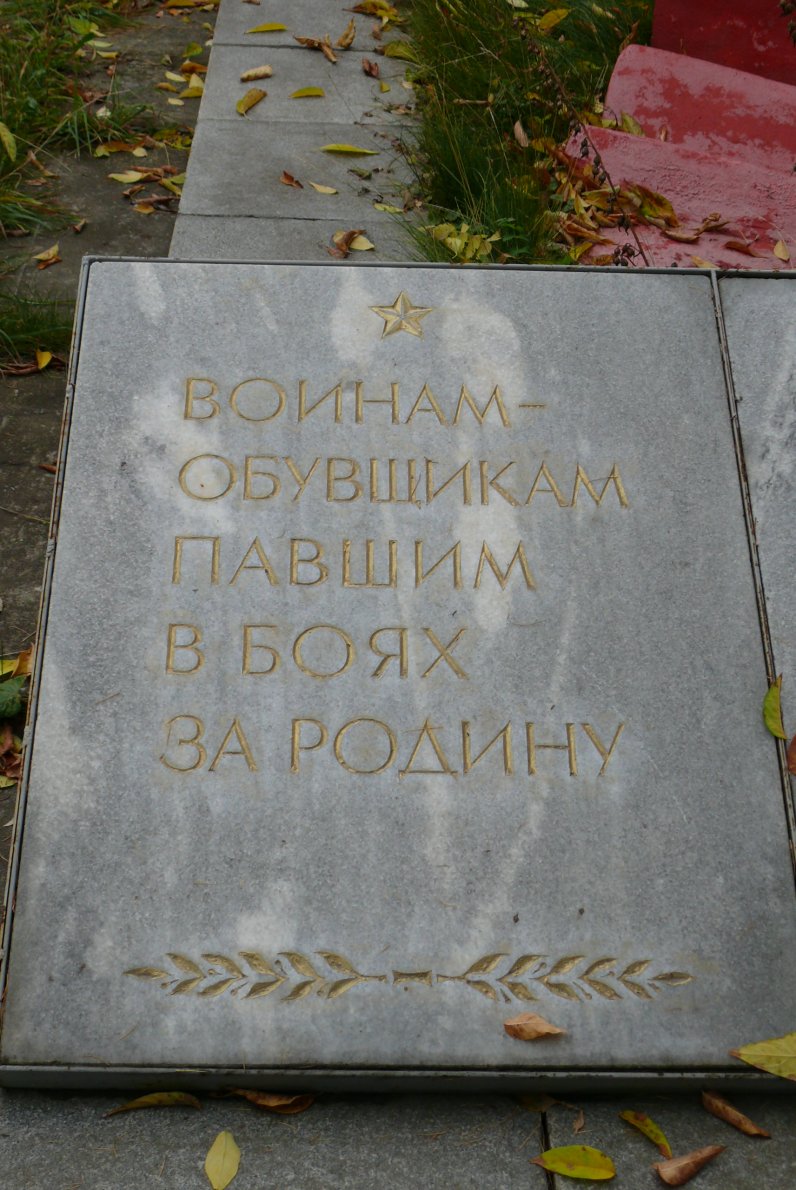 ВОИНАМ-
ОБУВЩИКАМ
ПАВШИМ
В БОЯХ
ЗА РОДИНУ